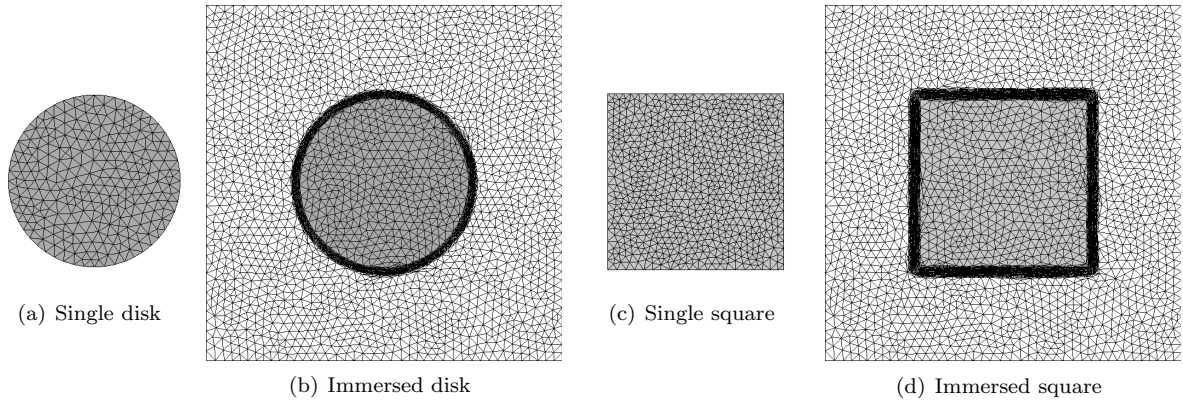 (a) Single disk
(b) Immersed disk
(c) Single square
(d) Immersed square